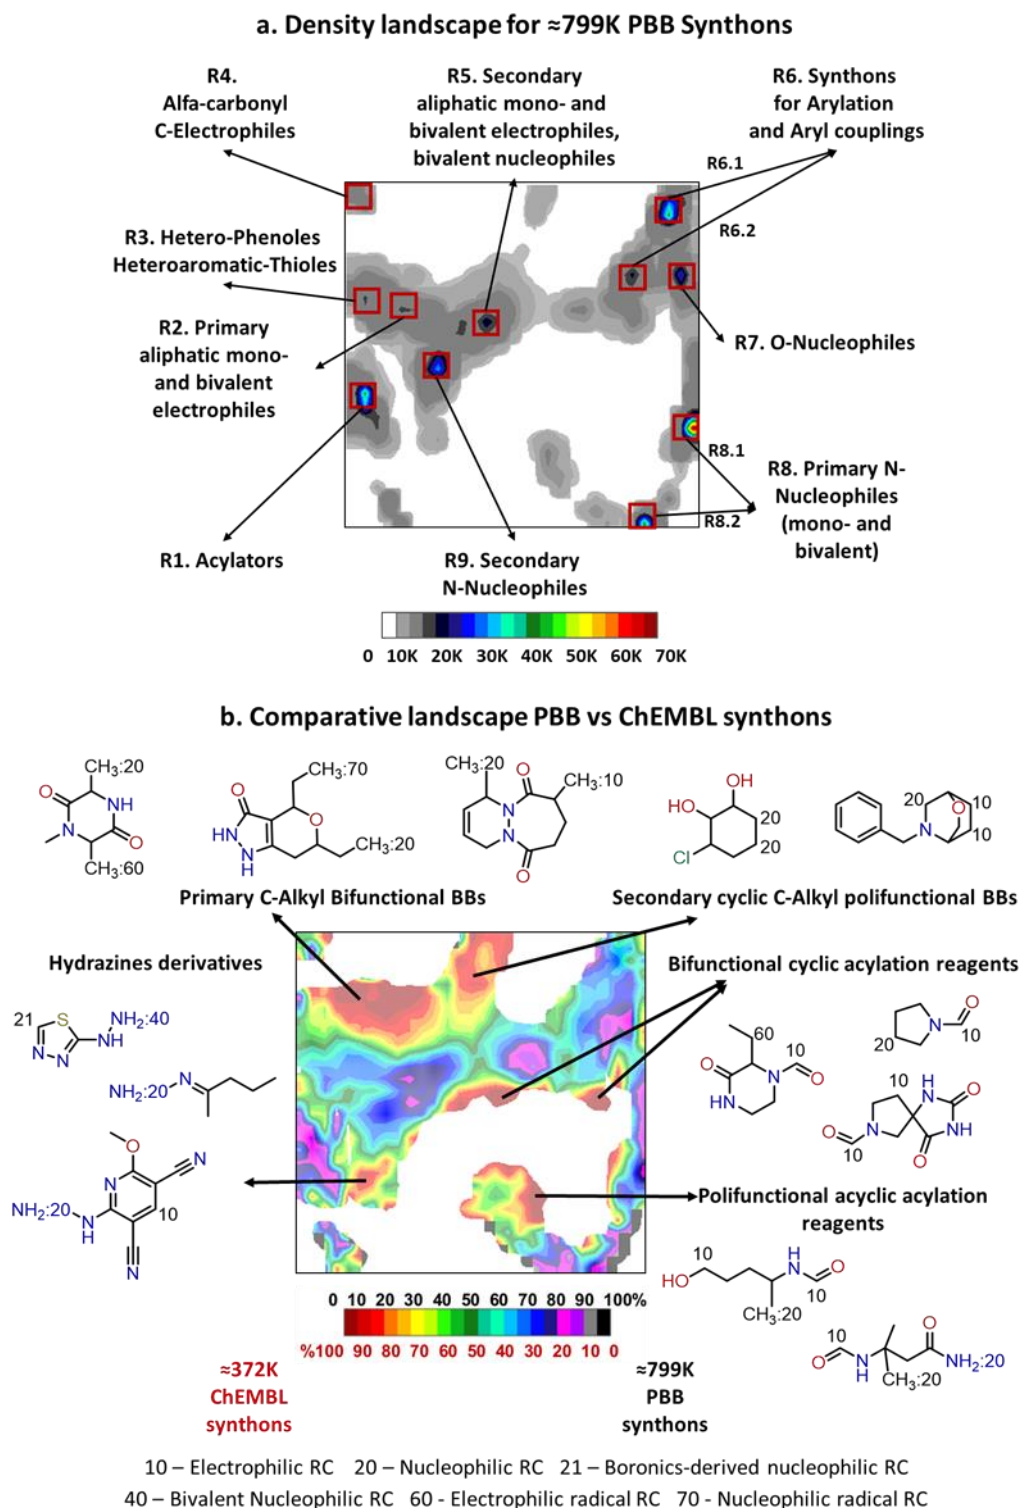 a. Density landscape for ≈799K PBB Synthons
R4.
Alfa-carbonyl
C-Electrophiles
R5. Secondary
aliphatic mono- and
bivalent electrophiles,
bivalent nucleophiles
R6. Synthons
for Arylation
and Aryl couplings
R6.1
R6.2
R3. Hetero-Phenoles
Heteroaromatic-Thioles
R2. Primary
aliphatic mono-
and bivalent
electrophiles
R7. O-Nucleophiles
R8.1
R8. Primary N-
Nucleophiles
(mono- and
bivalent)
R8.2
R1. Acylators
R9. Secondary
N-Nucleophiles
0 10K 20K 30K 40K 50K 60K 70K
b. Comparative landscape PBB vs ChEMBL synthons
CH3:20
O
NH
N
O
CH3:60
CH3:70
O
HN
O
N
H
CH3:20
CH3:20
O
CH3:10
N
N
O
OH
HO
20
20
Cl
20
10
O
N
10
Primary C-Alkyl Bifunctional BBs
Secondary cyclic C-Alkyl polifunctional BBs
Hydrazines derivatives
Bifunctional cyclic acylation reagents
21
S
NH2:40
N
N
NH
NH2:20
N
O
N
N
NH2:20
N
H
10
N
60
10
O
N
O
HN
N
O
20
10
10
H
N
O
N
NH
O
10
O
Polifunctional acyclic acylation
reagents
10
HO
H
N
O
CH3:20
10
10
O
N
H
O
NH2:20
CH3:20
0 10 20 30 40 50 60 70 80 90 100%
%100 90 80 70 60 50 40 30 20 10 0
≈372K
ChEMBL
synthons
≈799K
PBB
synthons
10 – Electrophilic RC 20 – Nucleophilic RC 21 – Boronics-derived nucleophilic RC
40 – Bivalent Nucleophilic RC 60 - Electrophilic radical RC 70 - Nucleophilic radical RC